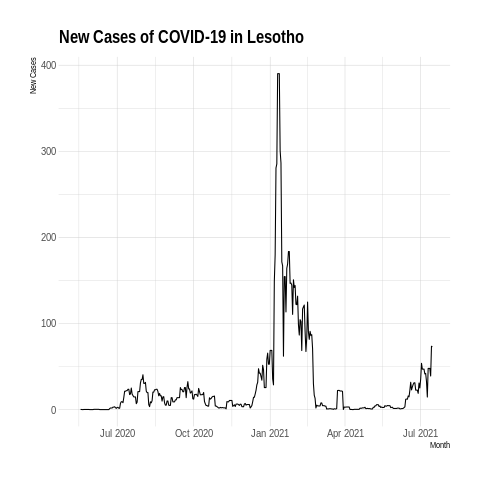 New Cases of COVID-19 in Lesotho
New Cases
400
300
200
100
0
Jul 2020 Oct 2020 Jan 2021 Apr 2021 Jul 2021
Month